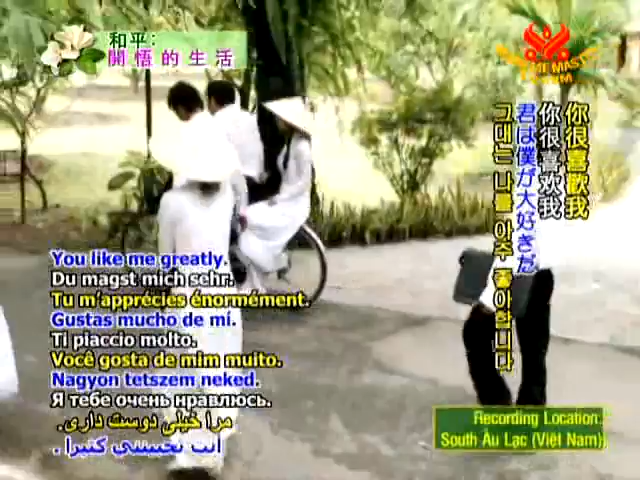 和平:
開悟的生活
你很喜歡我
你很喜欢我
君は僕が大好きだ
그대는 나를 아주 좋아합니다
You like me greatly.
Du magst mich sehr.
Tu m'apprécies énormément.
Gustas mucho de mí.
Ti piaccio molto.
Você gosta de mim muito.
Nagyon tetszem neked.
Я тебе очень нравлюсь.
مرا خیلی دوست داری.
أنت تحبينني كثيرا .
Recording Location:
South Âu Lạc (Việt Nam)